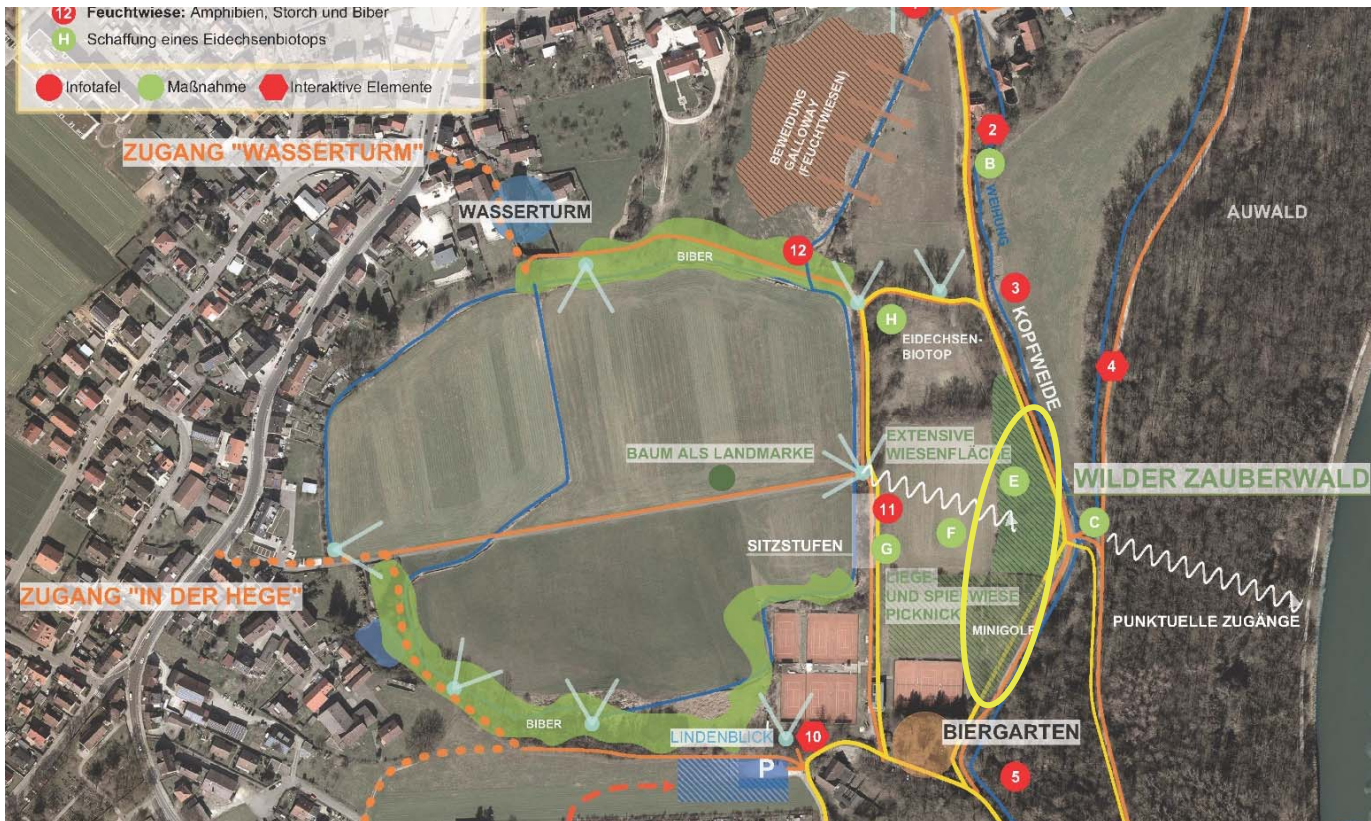 12 Feuchtwiese: Amphibien, Storch und Biber
H Schaffung eines Eidechsenbiotops
Infotafel Maßnahme Interaktive Elemente
ZUGANG "WASSERTURM"
WASSERTURM
BEWEIDUNG
GALLOWAY
(FEUCHTWIESEN)
2
B
WEIHUNG
AUWALD
BIBER
12
3
KOPFWEIDE
H
EIDECHSEN-
BIOTOP
4
BAUM ALS LANDMARKE
EXTENSIVE
WIESENFLÄCHE
E
WILDER ZAUBERWALD
11
C
F
SITZSTUFEN
G
ZUGANG "IN DER HEGE"
LIEGE-
UND SPIELWIESE
PICKNICK
MINIGOLF
PUNKTUELLE ZUGÄNGE
BIBER
LINDENBLICK
10
BIERGARTEN
P
5